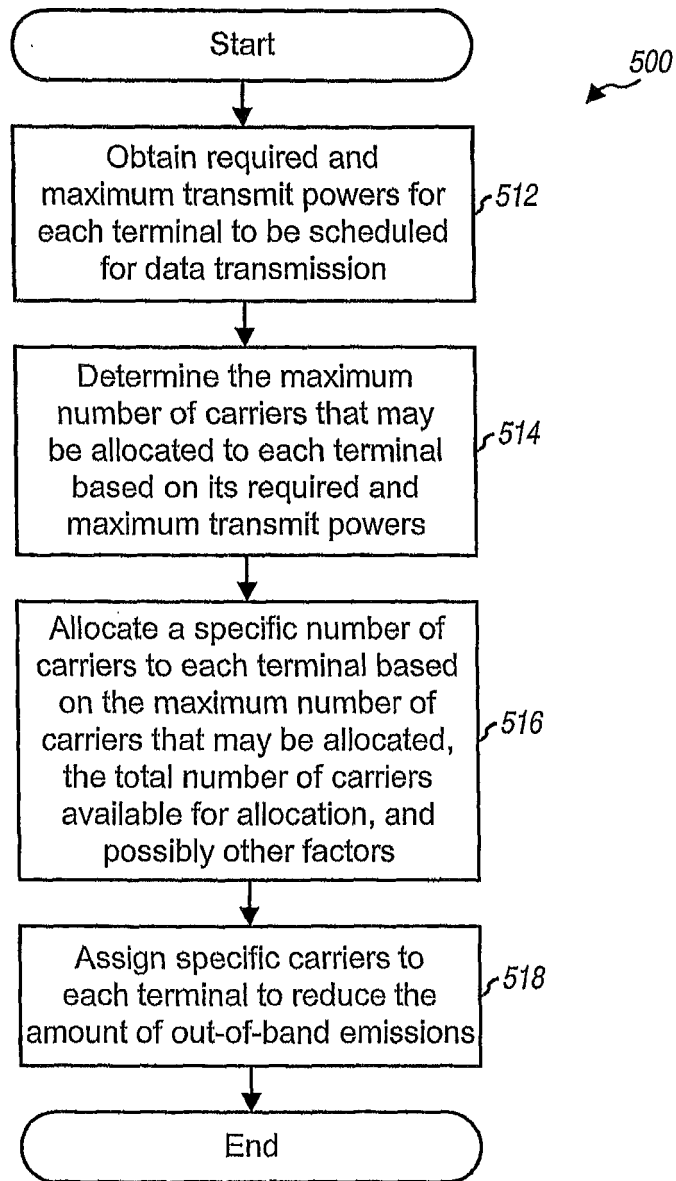 Start
500
Obtain required and
maximum transmit powers for
each terminal to be scheduled
for data transmission
512
Determine the maximum
number of carriers that may
be allocated to each terminal
based on its required and
maximum transmit powers
514
Allocate a specific number of
carriers to each terminal based
on the maximum number of
carriers that may be allocated,
the total number of carriers
available for allocation, and
possibly other factors
516
Assign specific carriers to
each terminal to reduce the
amount of out-of-band emissions
518
End